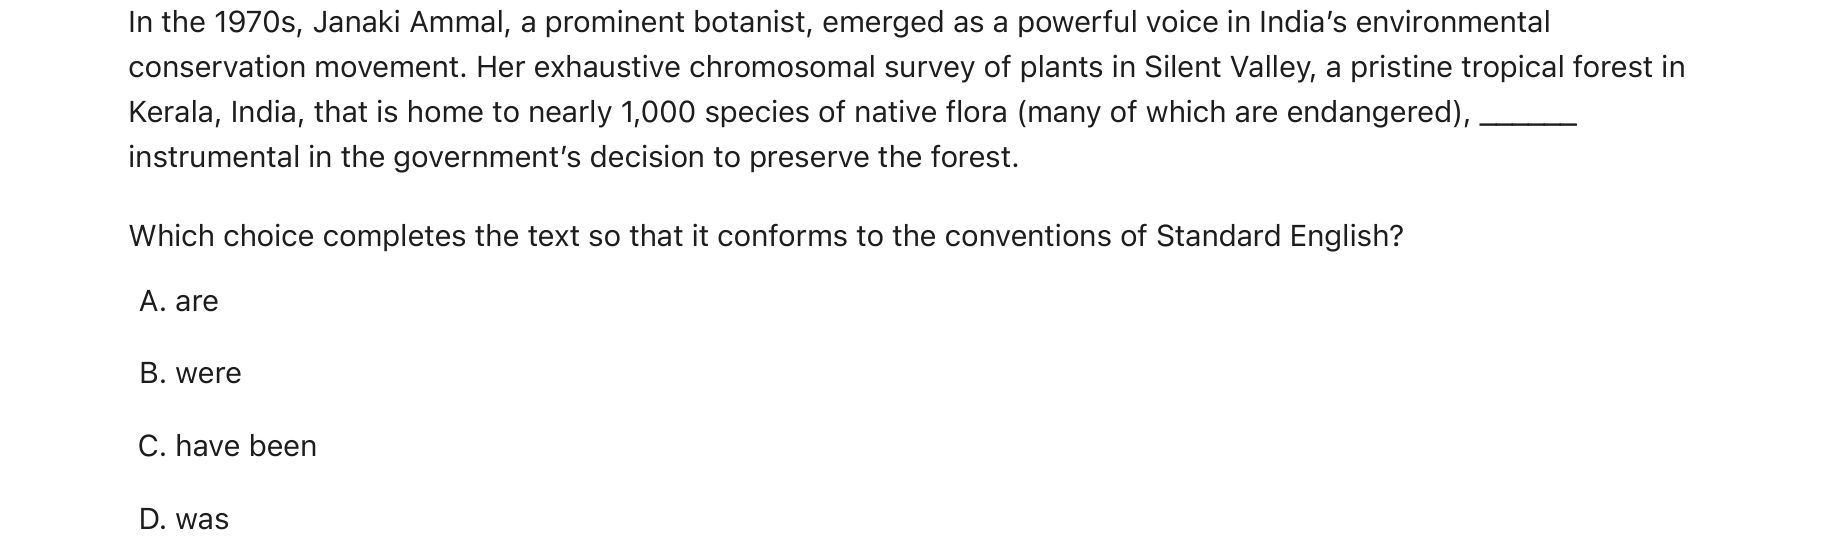 In the 1970s, Janaki Ammal, a prominent botanist, emerged as a powerful voice in India’s environmental
conservation movement. Her exhaustive chromosomal survey of plants in Silent Valley, a pristine tropical forest in
Kerala, India, that is home to nearly 1,000 species of native flora (many of which are endangered), ______
instrumental in the government’s decision to preserve the forest.
Which choice completes the text so that it conforms to the conventions of Standard English?
A. are
B. were
C. have been
D. was